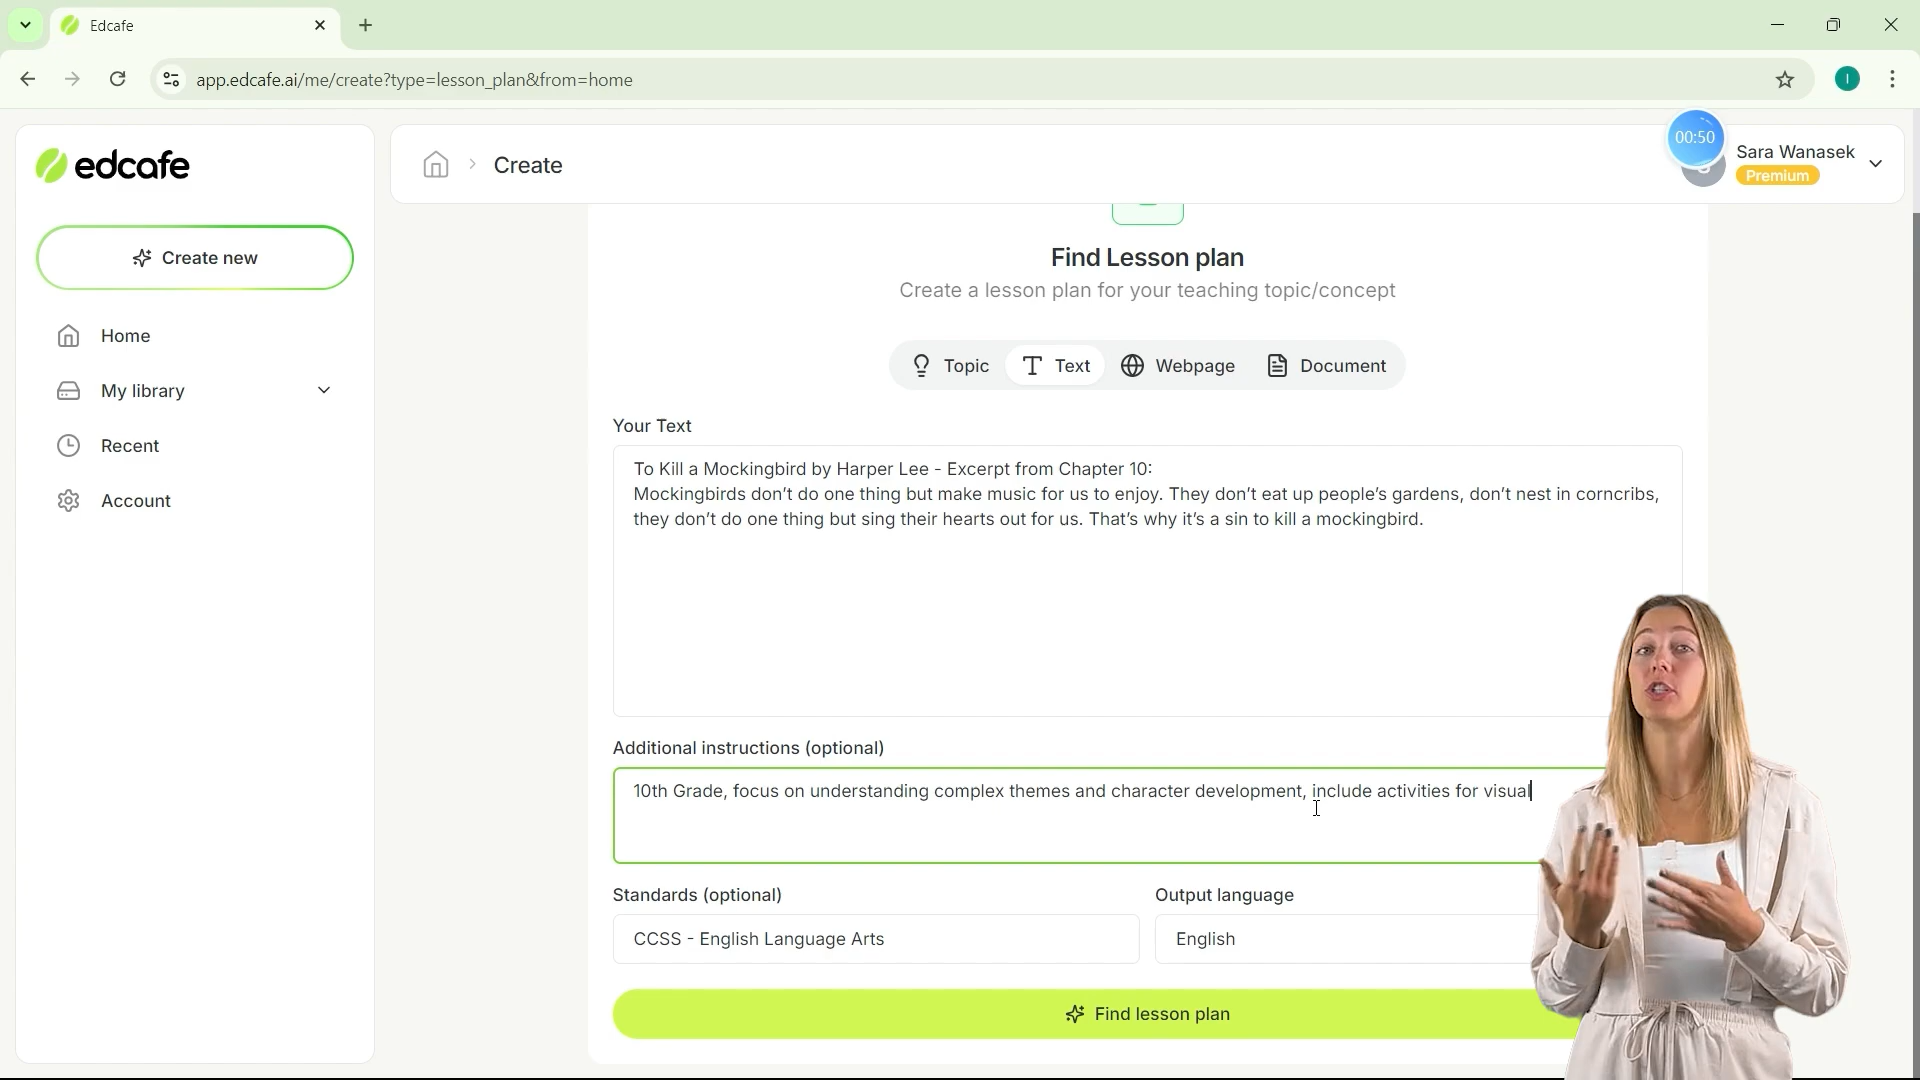 Edcafe
app.edcafe.ai/me/create?type=lesson_plan&from=home
I
edcafe
Create
00:50
Sara Wanasek
Premium
Create new
Home
My library
Recent
Account
Find Lesson plan
Create a lesson plan for your teaching topic/concept
Topic
Text
Webpage
Document
Your Text
To Kill a Mockingbird by Harper Lee - Excerpt from Chapter 10:
Mockingbirds don’t do one thing but make music for us to enjoy. They don’t eat up people’s gardens, don’t nest in corncribs,
they don’t do one thing but sing their hearts out for us. That’s why it’s a sin to kill a mockingbird.
Additional instructions (optional)
10th Grade, focus on understanding complex themes and character development, include activities for visual
Standards (optional)
Output language
CCSS - English Language Arts
English
Find lesson plan